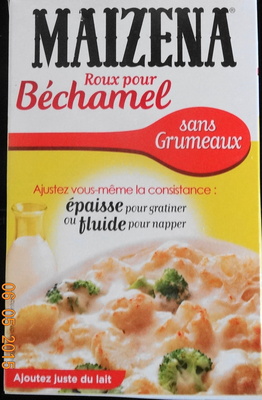 MAIZENA®
Roux pour
Béchamel
sans
Grumeaux
Ajustez vous-même la consistance :
épaisse pour gratiner
ou fluide pour napper
Ajoutez juste du lait